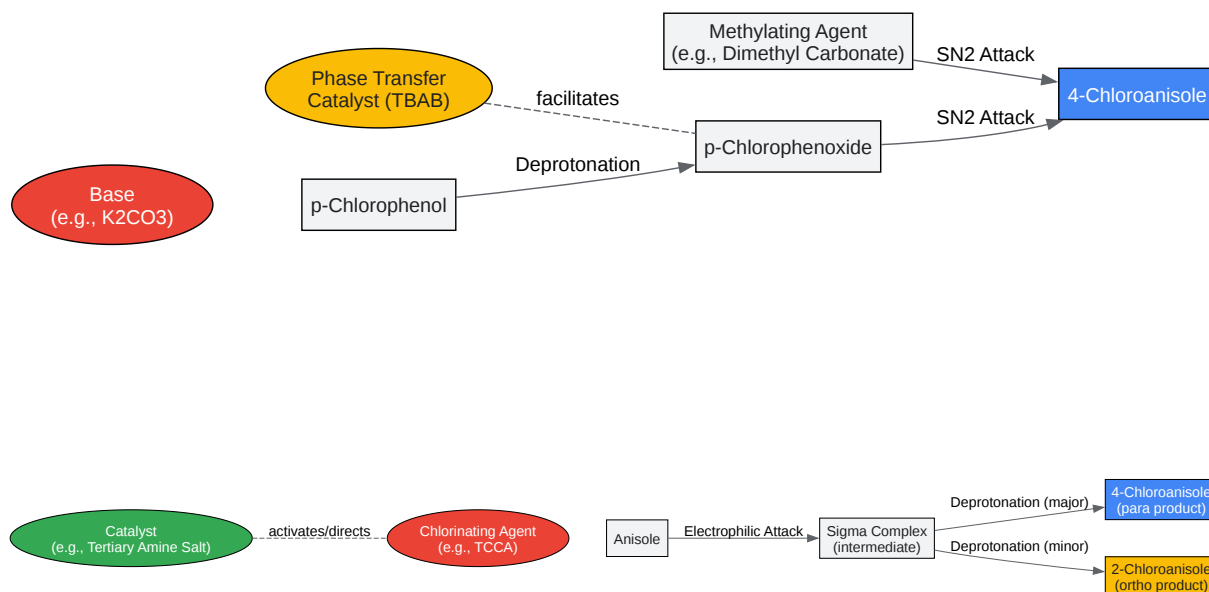 Methylating Agent
(e.g., Dimethyl Carbonate)
SN2 Attack
Phase Transfer
Catalyst (TBAB)
facilitates
4-Chloroanisole
SN2 Attack
p-Chlorophenoxide
Deprotonation
Base
(e.g., K2CO3)
p-Chlorophenol
Catalyst
(e.g., Tertiary Amine Salt)
activates/directs
Chlorinating Agent
(e.g., TCCA)
Anisole
Electrophilic Attack
Sigma Complex
(intermediate)
Deprotonation (major)
4-Chloroanisole
(para product)
Deprotonation (minor)
2-Chloroanisole
(ortho product)